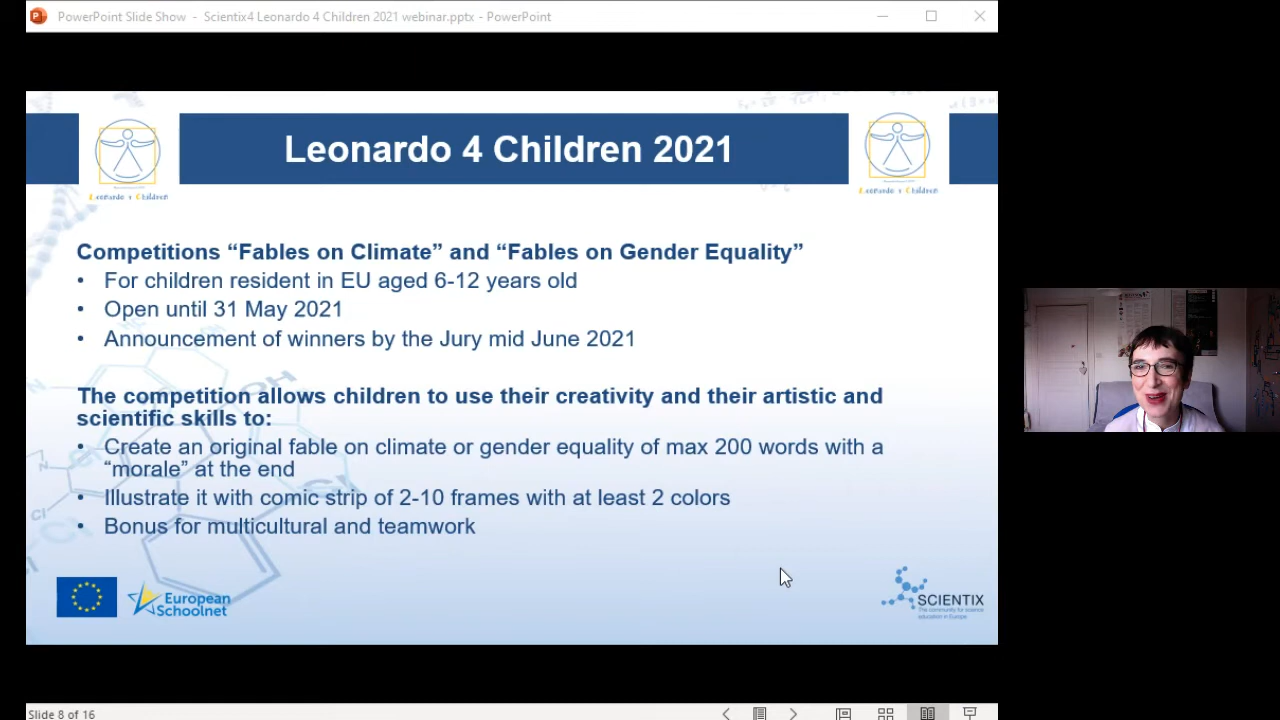 PowerPoint Slide Show - Scientix4 Leonardo 4 Children 2021 webinar.pptx - PowerPoint
Leonardo 4 Children 2021
Leonardo 4 Children
Leonardo 4 Children
Competitions “Fables on Climate” and “Fables on Gender Equality”
• For children resident in EU aged 6-12 years old
• Open until 31 May 2021
• Announcement of winners by the Jury mid June 2021
The competition allows children to use their creativity and their artistic and
scientific skills to:
• Create an original fable on climate or gender equality of max 200 words with a
“morale” at the end
• Illustrate it with comic strip of 2-10 frames with at least 2 colors
• Bonus for multicultural and teamwork
European
Schoolnet
SCIENTIX
The community for science
education in Europe
Slide 8 of 16